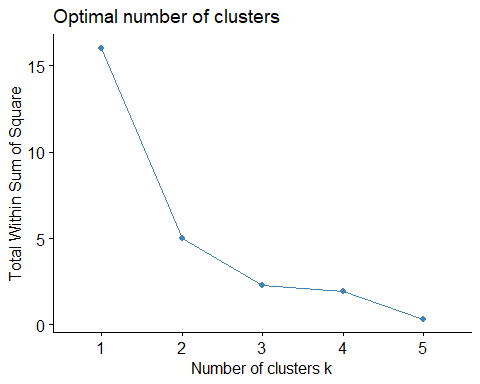 Optimal number of clusters
Total Within Sum of Square
15
10
5
0
1 2 3 4 5
Number of clusters k